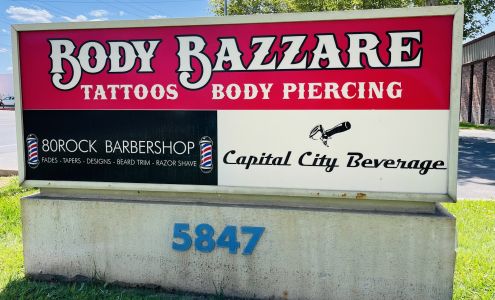 BODY BAZZARE
TATTOOS BODY PIERCING
80ROCK BARBERSHOP
FADES - TAPERS - DESIGNS - BEARD TRIM - RAZOR SHAVE
Capital City Beverage
5847